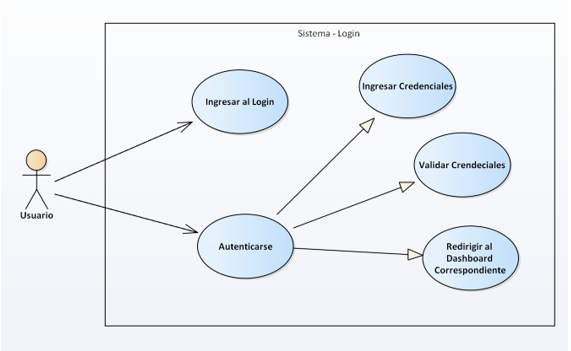 Sistema - Login
Ingresar Credenciales
Ingresar al Login
Validar Crendeciales
Usuario
Autenticarse
Redirigir al
Dashboard
Correspondiente